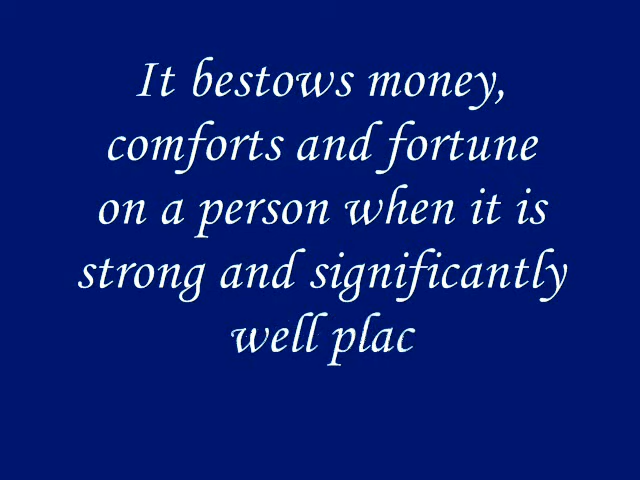 It bestows money,
comforts and fortune
on a person when it is
strong and significantly
well plac